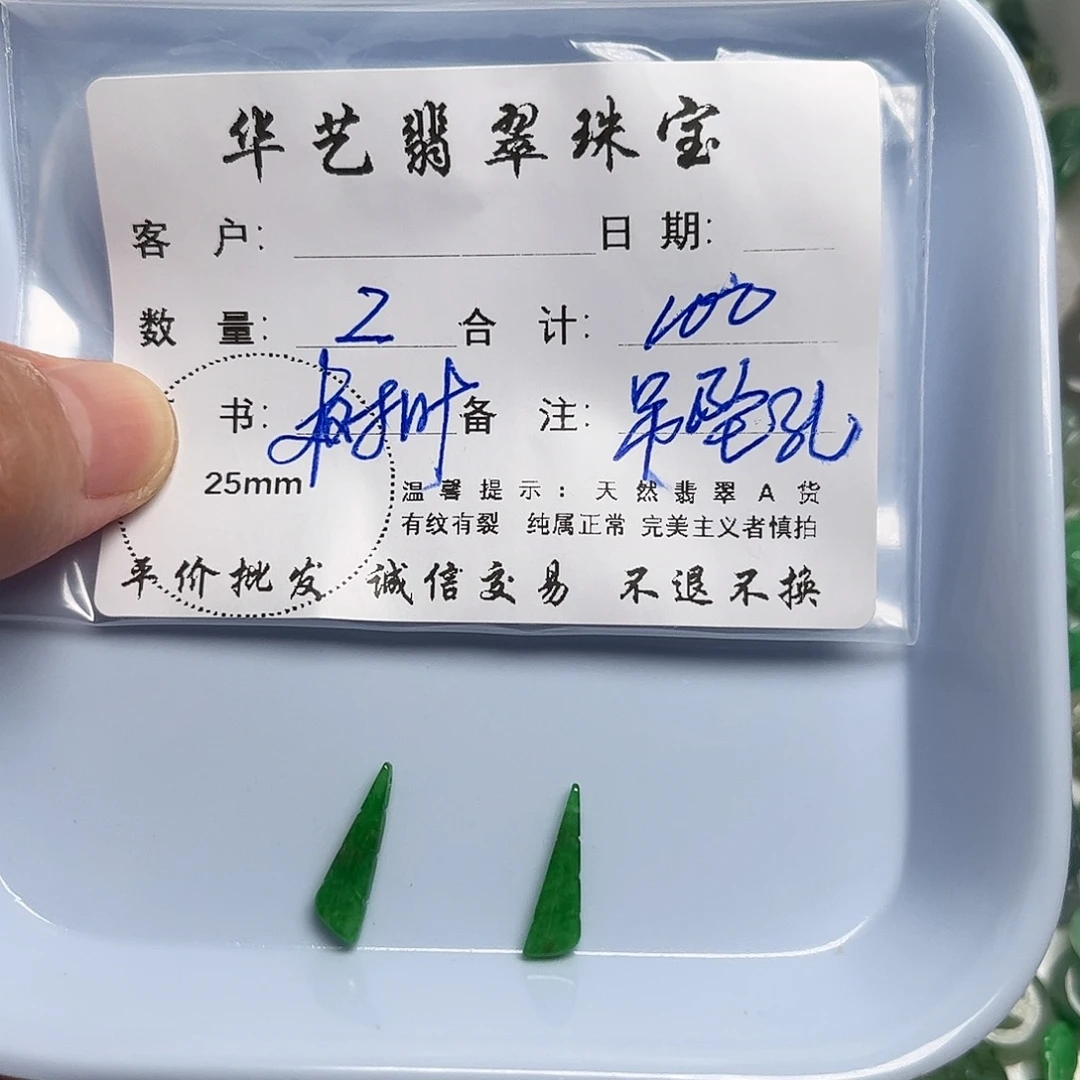 华艺翡翠珠宝
客 户: 日 期:
数 量: 2 合 计: 100
书: 树叶 备 注: 吊坠孔
25mm
温馨提示: 天然翡翠A货
有纹有裂 纯属正常 完美主义者慎拍
平价批发 诚信交易 不退不换